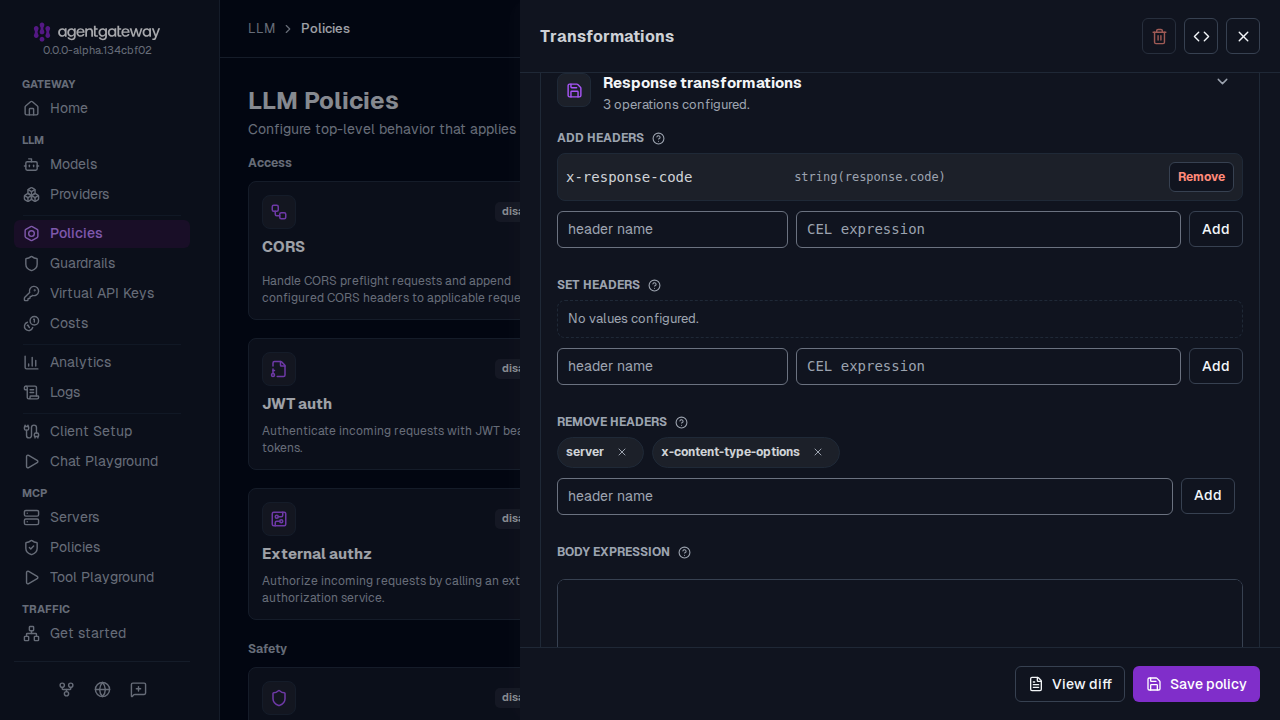 agentgateway
0.0.0-alpha.134cbf02
GATEWAY
Home
LLM
Models
Providers
Policies
Guardrails
Virtual API Keys
Costs
Analytics
Logs
Client Setup
Chat Playground
MCP
Servers
Policies
Tool Playground
TRAFFIC
Get started
LLM > Policies
LLM Policies
Configure top-level behavior that applies
Access
disa
CORS
Handle CORS preflight requests and append
configured CORS headers to applicable reque
disa
JWT auth
Authenticate incoming requests with JWT bea
tokens.
disa
External authz
Authorize incoming requests by calling an ext
authorization service.
Safety
disa
Transformations
Response transformations
3 operations configured.
ADD HEADERS
x-response-code string(response.code) Remove
header name CEL expression Add
SET HEADERS
No values configured.
header name CEL expression Add
REMOVE HEADERS
server x-content-type-options
header name Add
BODY EXPRESSION
View diff Save policy